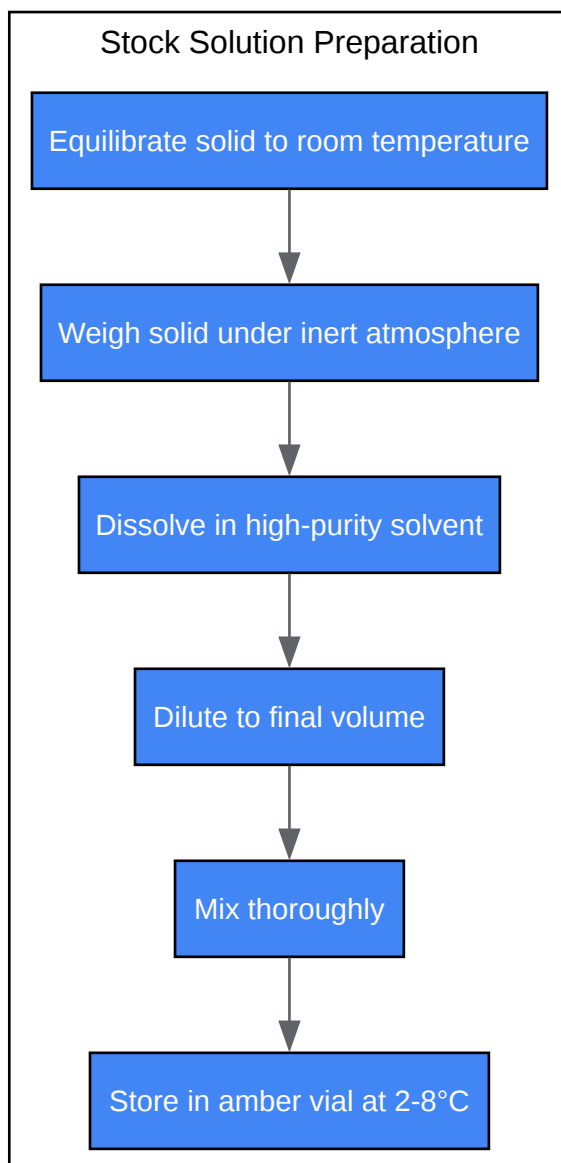 Stock Solution Preparation
Equilibrate solid to room temperature
Weigh solid under inert atmosphere
Dissolve in high-purity solvent
Dilute to final volume
Mix thoroughly
Store in amber vial at 2-8°C